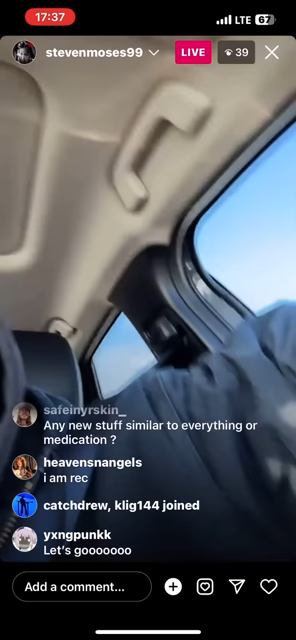 17:37
LTE 67
stevenmoses99
LIVE
39
safeinyrskin_
Any new stuff similar to everything or
medication ?
heavensnangels
i am rec
catchdrew, klig144 joined
yxngpunkk
Let's gooooooo
Add a comment...